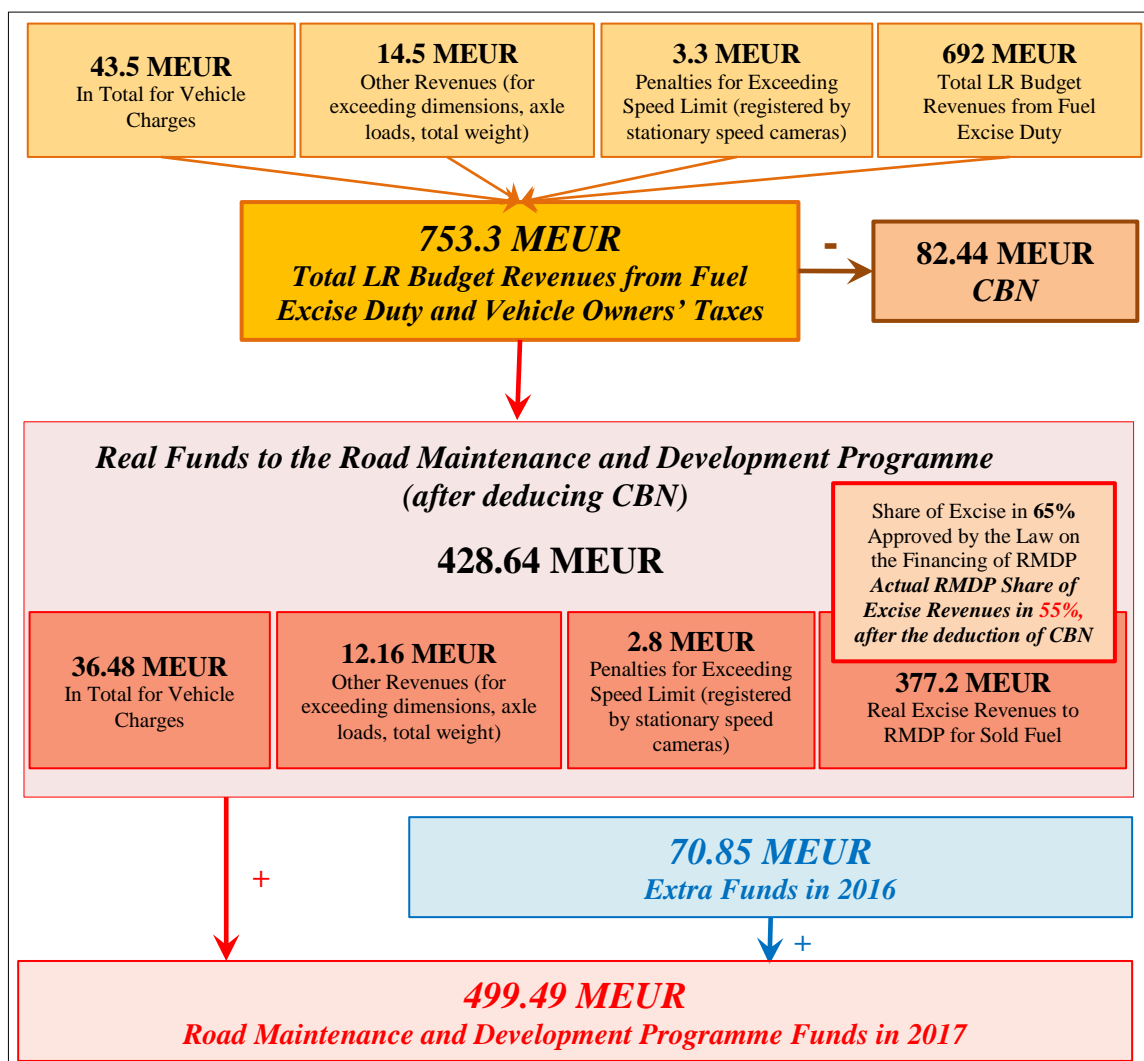 43.5 MEUR
In Total for Vehicle
Charges
14.5 MEUR
Other Revenues (for
exceeding dimensions, axle
loads, total weight)
3.3 MEUR
Penalties for Exceeding
Speed Limit (registered by
stationary speed cameras)
692 MEUR
Total LR Budget
Revenues from Fuel
Excise Duty
753.3 MEUR
Total LR Budget Revenues from Fuel
Excise Duty and Vehicle Owners’ Taxes
-
82.44 MEUR
CBN
Real Funds to the Road Maintenance and Development Programme
(after deducing CBN)
428.64 MEUR
Share of Excise in 65%
Approved by the Law on
the Financing of RMDP
Actual RMDP Share of
Excise Revenues in 55%,
after the deduction of CBN
36.48 MEUR
In Total for Vehicle
Charges
12.16 MEUR
Other Revenues (for
exceeding dimensions, axle
loads, total weight)
2.8 MEUR
Penalties for Exceeding
Speed Limit (registered
by stationary speed
cameras)
377.2 MEUR
Real Excise Revenues to
RMDP for Sold Fuel
+
70.85 MEUR
Extra Funds in 2016
+
499.49 MEUR
Road Maintenance and Development Programme Funds in 2017